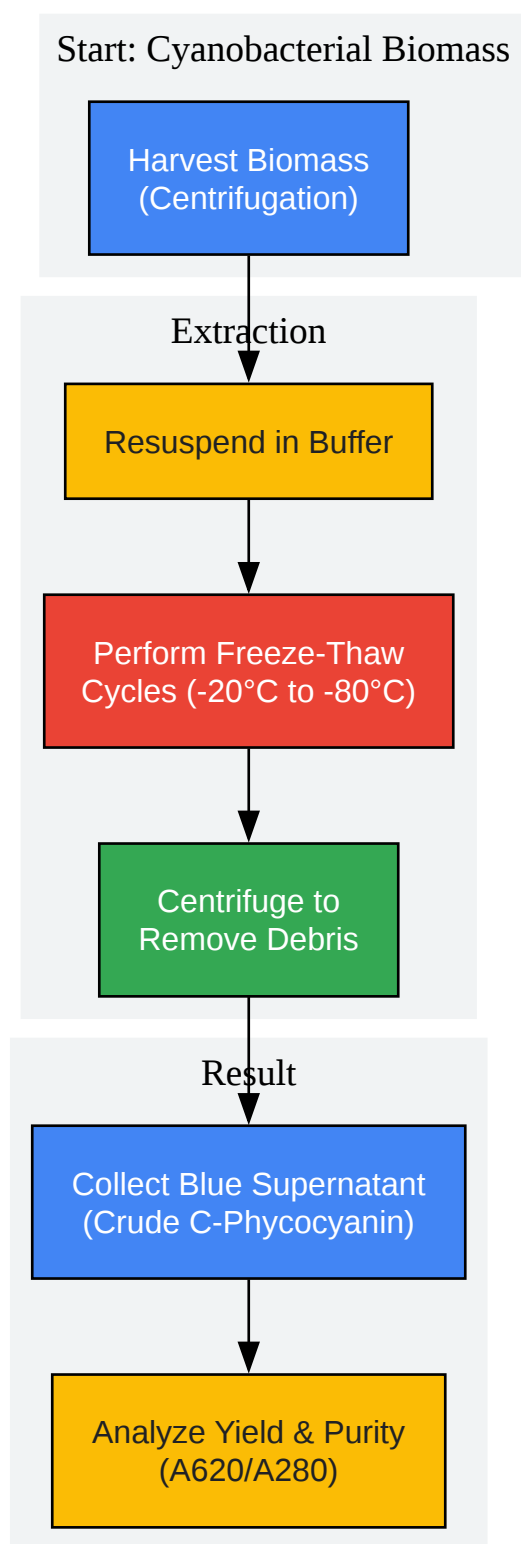 Start: Cyanobacterial Biomass
Harvest Biomass
(Centrifugation)
Extraction
Resuspend in Buffer
Perform Freeze-Thaw
Cycles (-20°C to -80°C)
Centrifuge to
Remove Debris
Result
Collect Blue Supernatant
(Crude C-Phycocyanin)
Analyze Yield & Purity
(A620/A280)